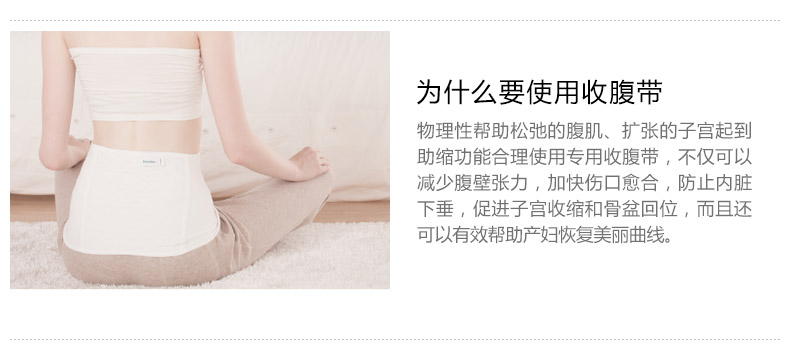 为什么要使用收腹带
物理性帮助松弛的腹肌、扩张的子宫起到
助缩功能合理使用专用收腹带，不仅可以
减少腹壁张力，加快伤口愈合，防止内脏
下垂，促进子宫收缩和骨盆回位，而且还
可以有效帮助产妇恢复美丽曲线。